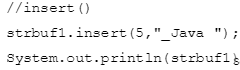 //insert()
strbuf1.insert(5,"_Java ");
System.out.println(strbuf1